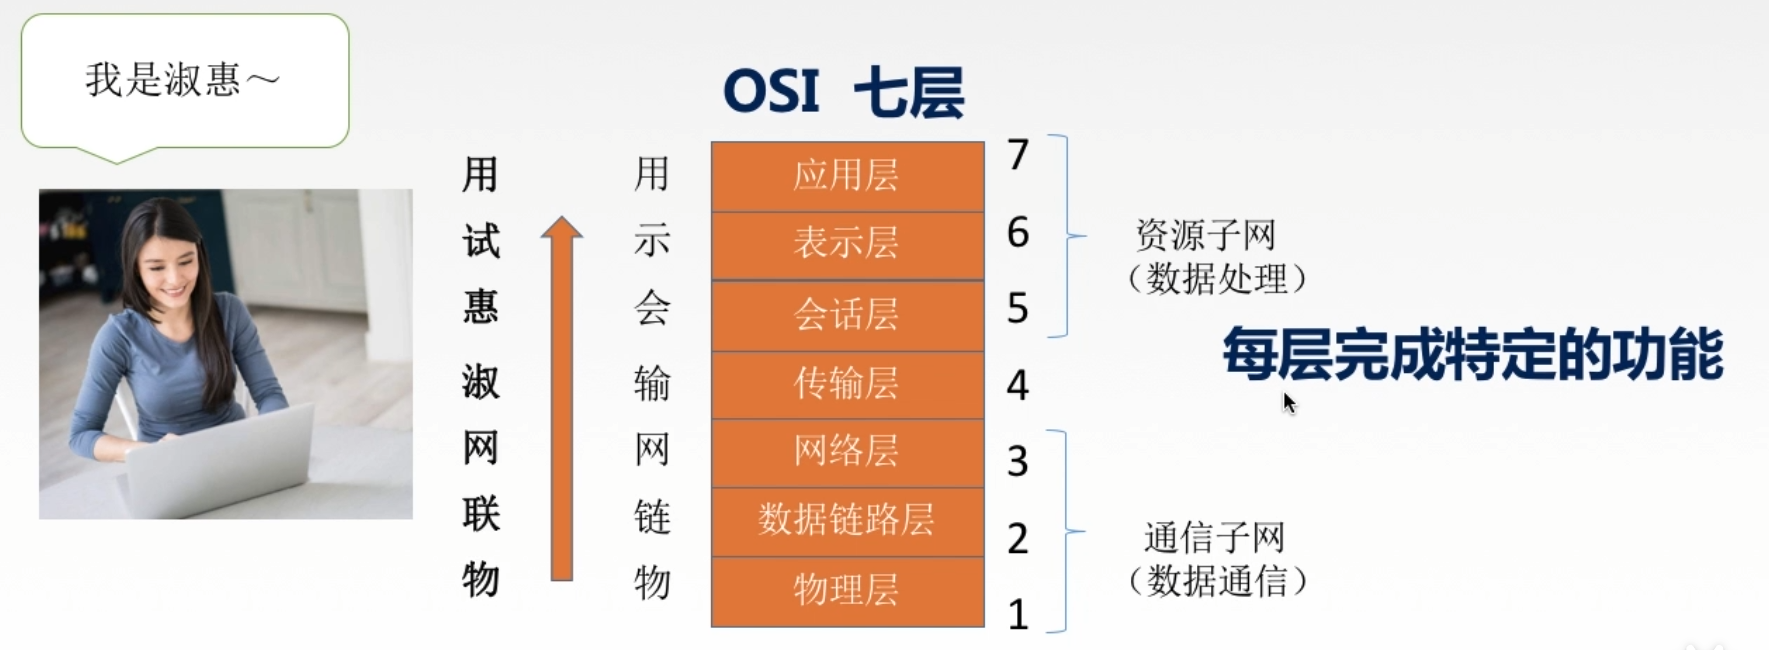 我是淑惠～
OSI 七层
用 用 应用层 7
试 示 表示层 6
惠 会 会话层 5
淑 输 传输层 4
网 网 网络层 3
联 链 数据链路层 2
物 物 物理层 1
资源子网
（数据处理）
每层完成特定的功能
通信子网
（数据通信）